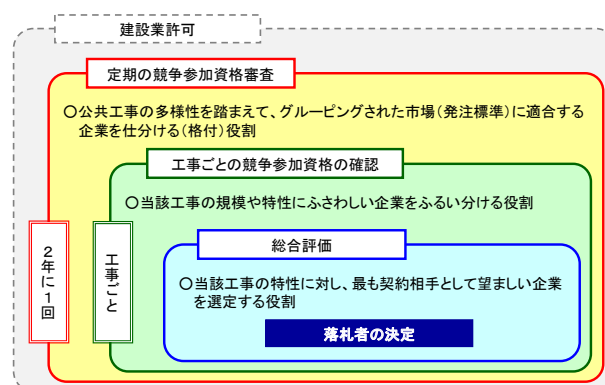 建設業許可
定期の競争参加資格審査
○公共工事の多様性を踏まえて、グルーピングされた市場（発注標準）に適合する
企業を仕分ける（格付）役割
工事ごとの競争参加資格の確認
○当該工事の規模や特性にふさわしい企業をふるい分ける役割
総合評価
○当該工事の特性に対し、最も契約相手として望ましい企業
を選定する役割
落札者の決定
２年に１回
工事ごと